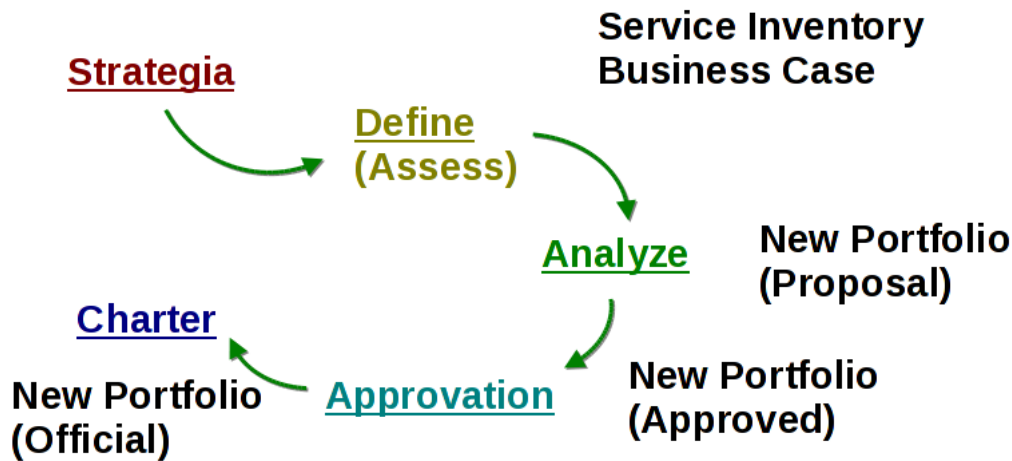 Service Inventory
Business Case
Strategia
Define
(Assess)
Analyze
New Portfolio
(Proposal)
Charter
New Portfolio
(Official)
Approvation
New Portfolio
(Approved)